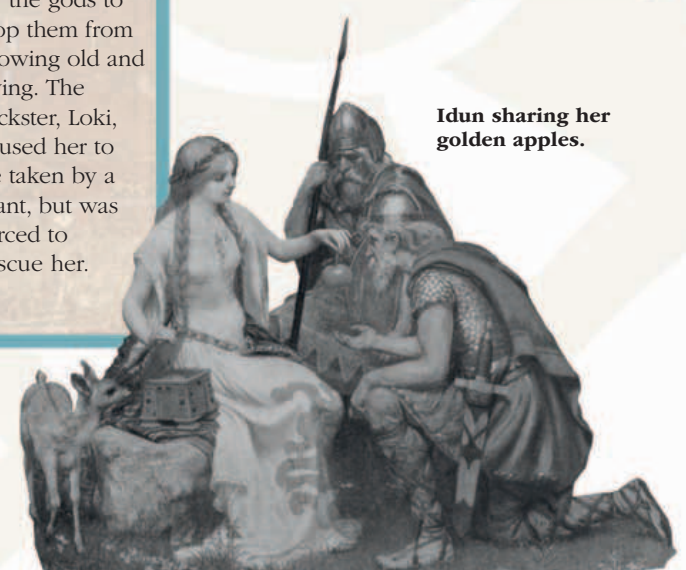 the gods to
op them from
owing old and
ing. The
ckster, Loki,
used her to
e taken by a
ant, but was
rced to
scue her.
Idun sharing her
golden apples.